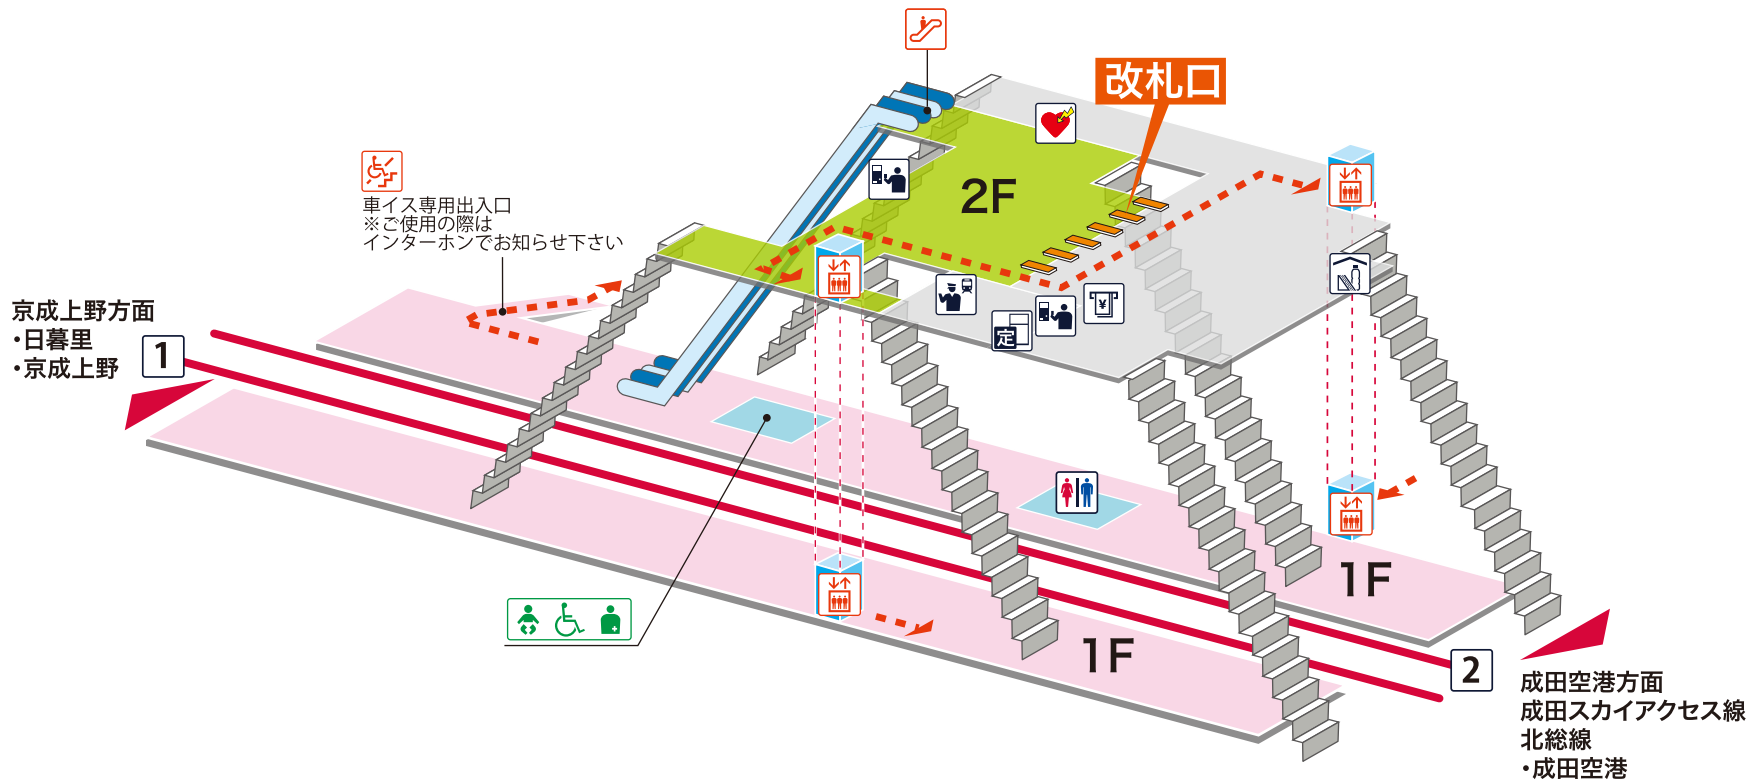 改札口
2F
車イス専用出入口
※ご使用の際は
インターホンでお知らせ下さい
京成上野方面
・日暮里
・京成上野
1
定
¥
1F
1F
2
成田空港方面
成田スカイアクセス線
北総線
・成田空港